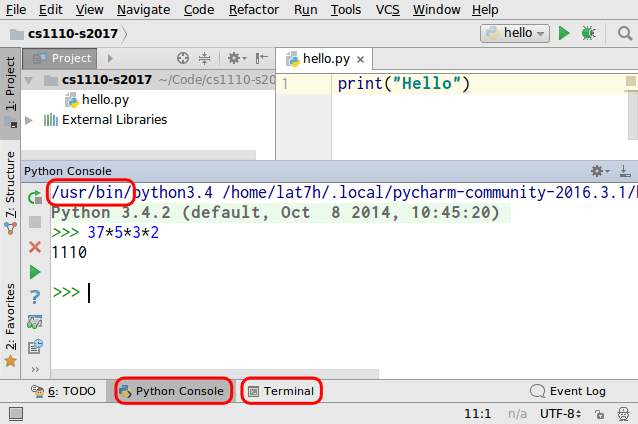 File Edit View Navigate Code Refactor Run Tools VCS Window Help
cs1110-s2017 hello
1: Project
Project hello.py
cs1110-s2017 ~/Code/cs1110-s20
hello.py
External Libraries
1 print("Hello")
7: Structure
2: Favorites
Python Console
/usr/bin/python3.4 /home/lat7h/.local/pycharm-community-2016.3.1/h
Python 3.4.2 (default, Oct 8 2014, 10:45:20)
>>> 37*5*3*2
1110
>>>
6: TODO Python Console Terminal Event Log
11:1 n/a UTF-8